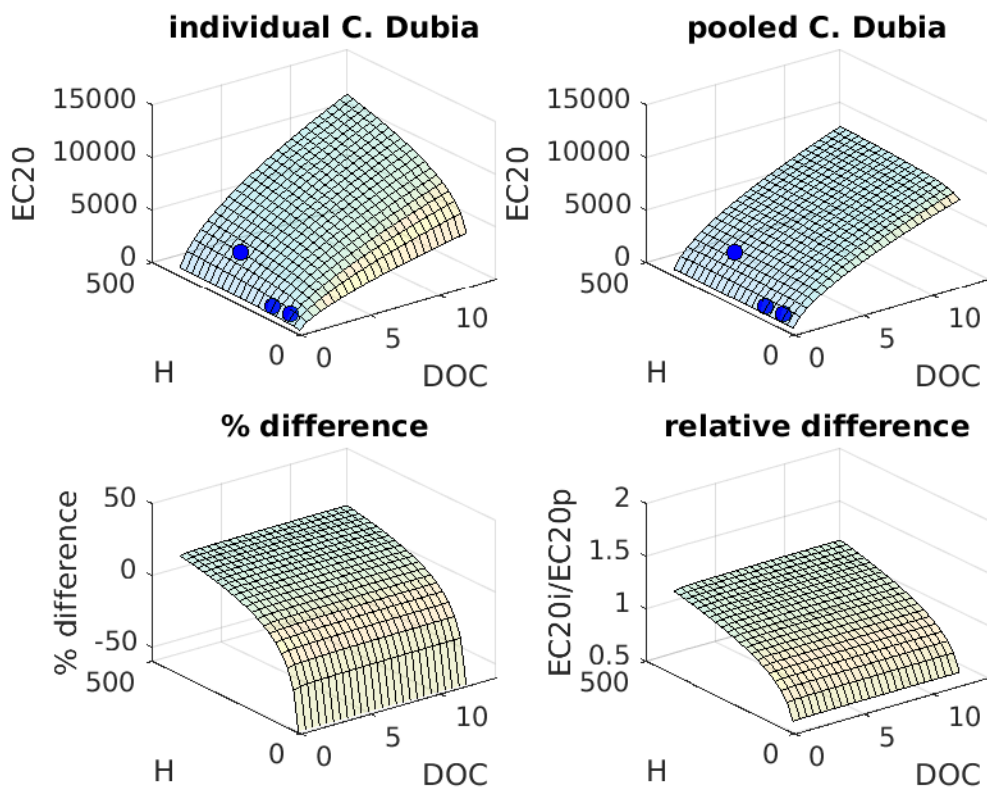 individual C. Dubia
pooled C. Dubia
EC20
15000
10000
5000
0
500
H
0
0
5
10
DOC
EC20
15000
10000
5000
0
500
H
0
0
5
10
DOC
% difference
relative difference
% difference
50
0
-50
500
H
0
0
5
10
DOC
EC20i/EC20p
2
1.5
1
0.5
500
H
0
0
5
10
DOC